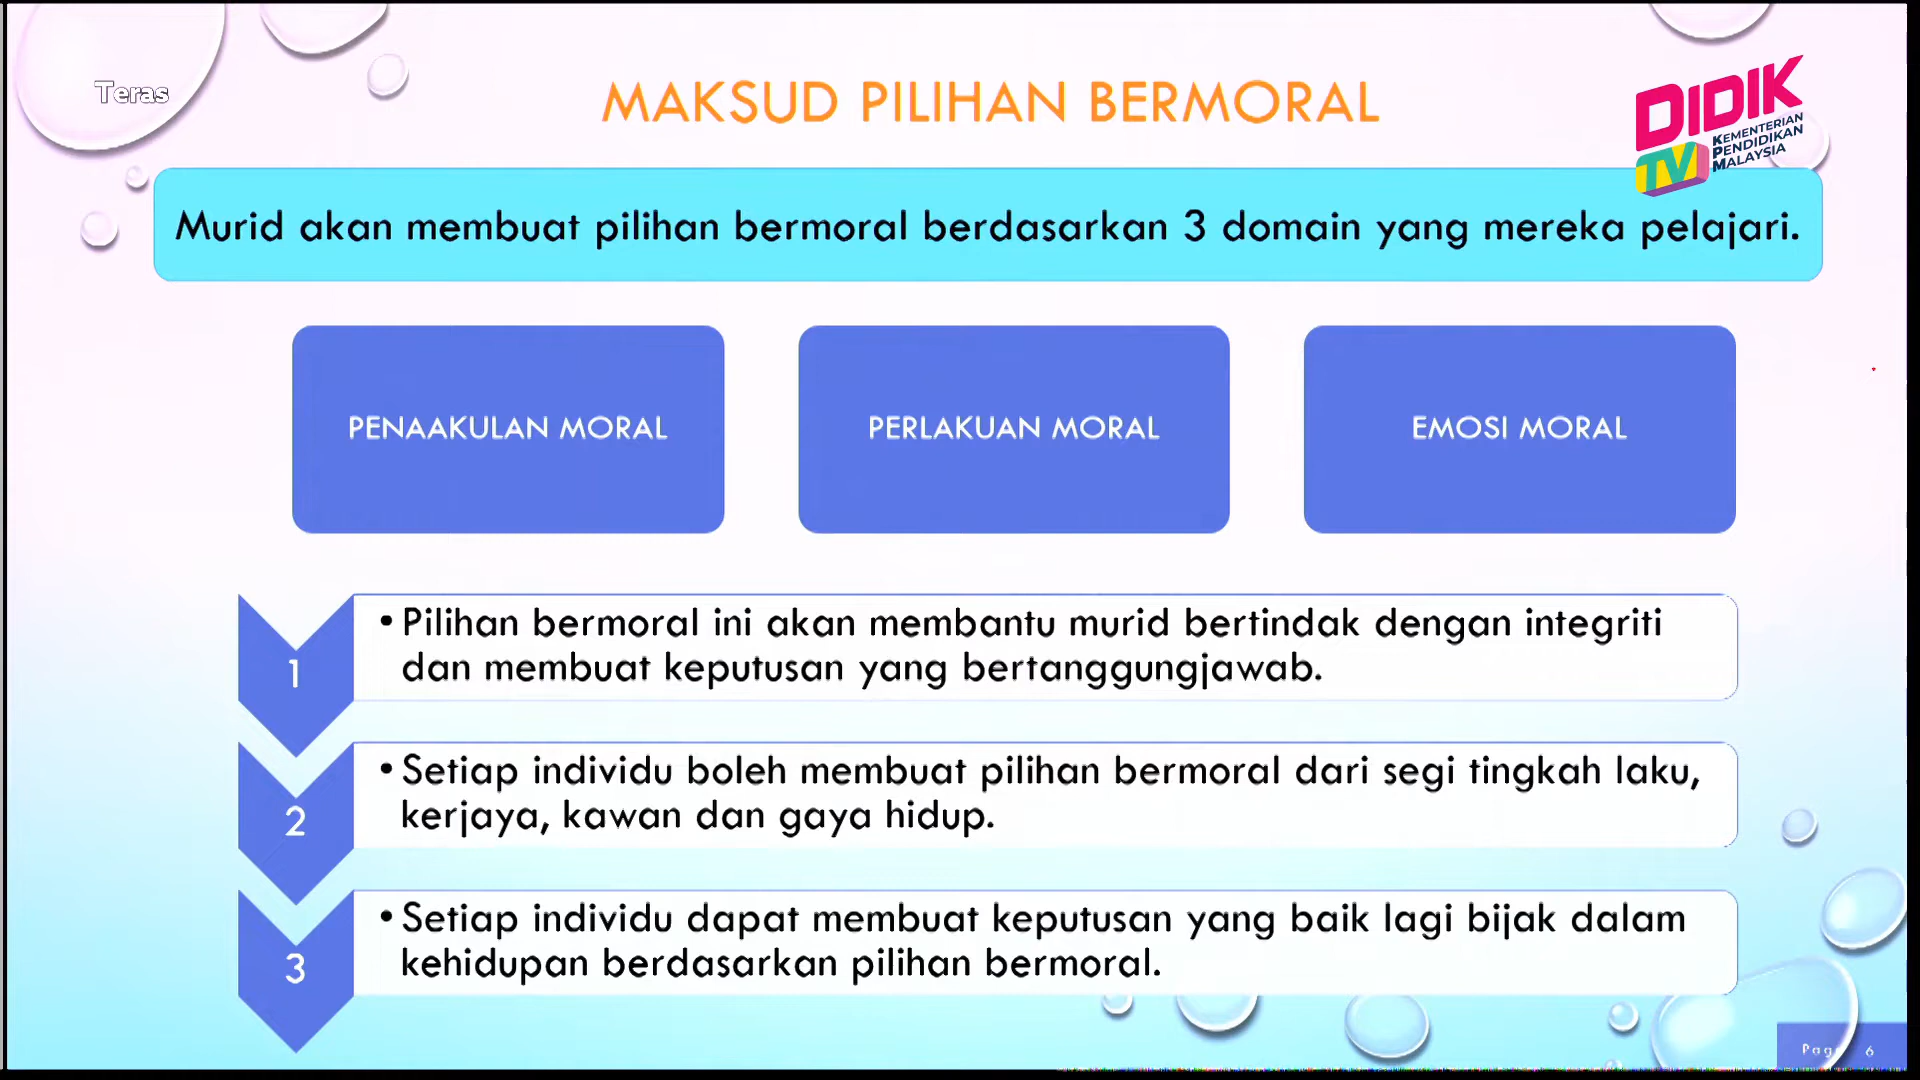 Teras
MAKSUD PILIHAN BERMORAL
DIDIK
TV
KEMENTERIAN
PENDIDIKAN
MALAYSIA
Murid akan membuat pilihan bermoral berdasarkan 3 domain yang mereka pelajari.
PENAAKULAN MORAL
PERLAKUAN MORAL
EMOSI MORAL
1
• Pilihan bermoral ini akan membantu murid bertindak dengan integriti
dan membuat keputusan yang bertanggungjawab.
2
• Setiap individu boleh membuat pilihan bermoral dari segi tingkah laku,
kerjaya, kawan dan gaya hidup.
3
• Setiap individu dapat membuat keputusan yang baik lagi bijak dalam
kehidupan berdasarkan pilihan bermoral.
Page 6